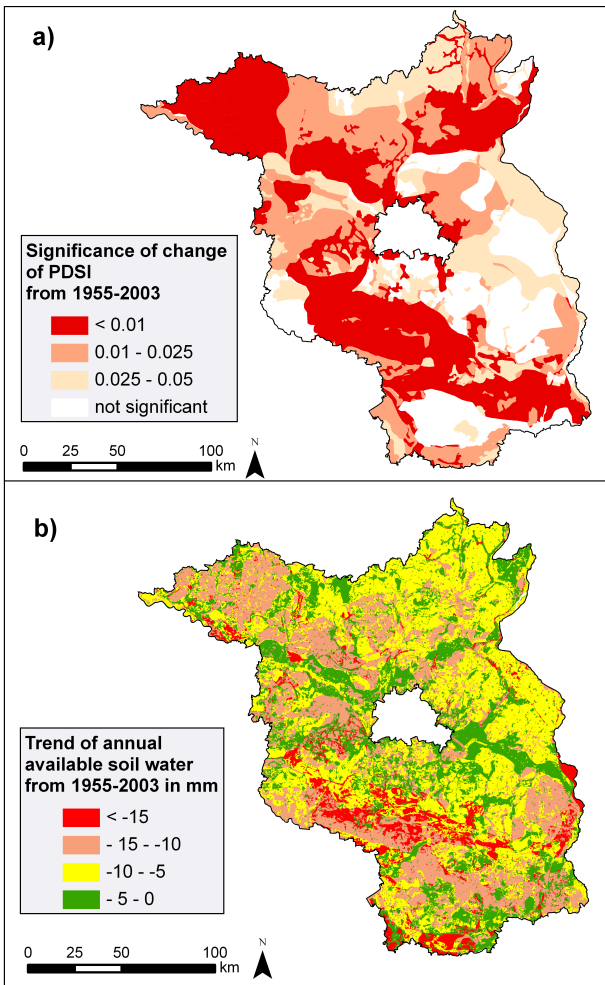 a)
Significance of change
of PDSI
from 1955-2003
< 0.01
0.01 - 0.025
0.025 - 0.05
not significant
0 25 50 100
km
N
b)
Trend of annual
available soil water
from 1955-2003 in mm
< -15
- 15 - -10
-10 - -5
- 5 - 0
0 25 50 100
km
N